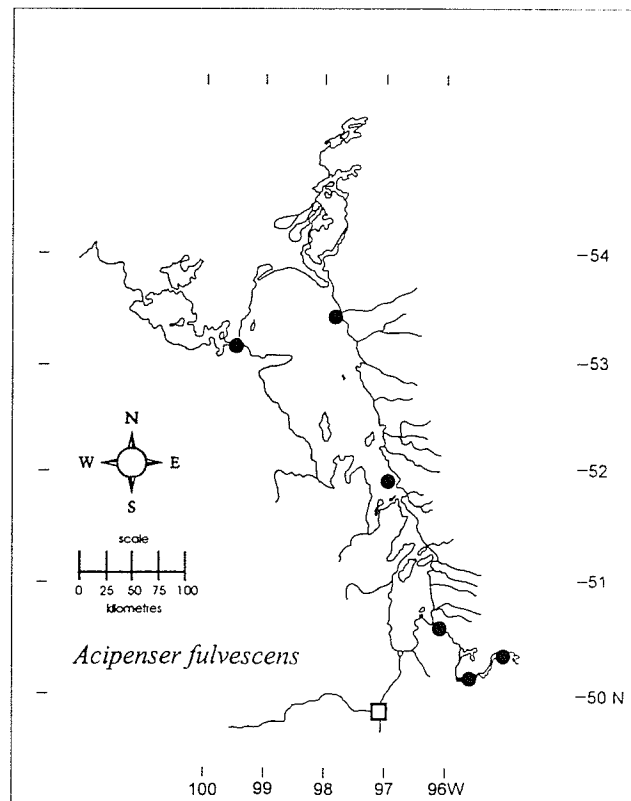 –54
–53
N
W E
S
–52
scale
0 25 50 75 100
kilometres
–51
Acipenser fulvescens
–50 N
100 99 98 97 96W